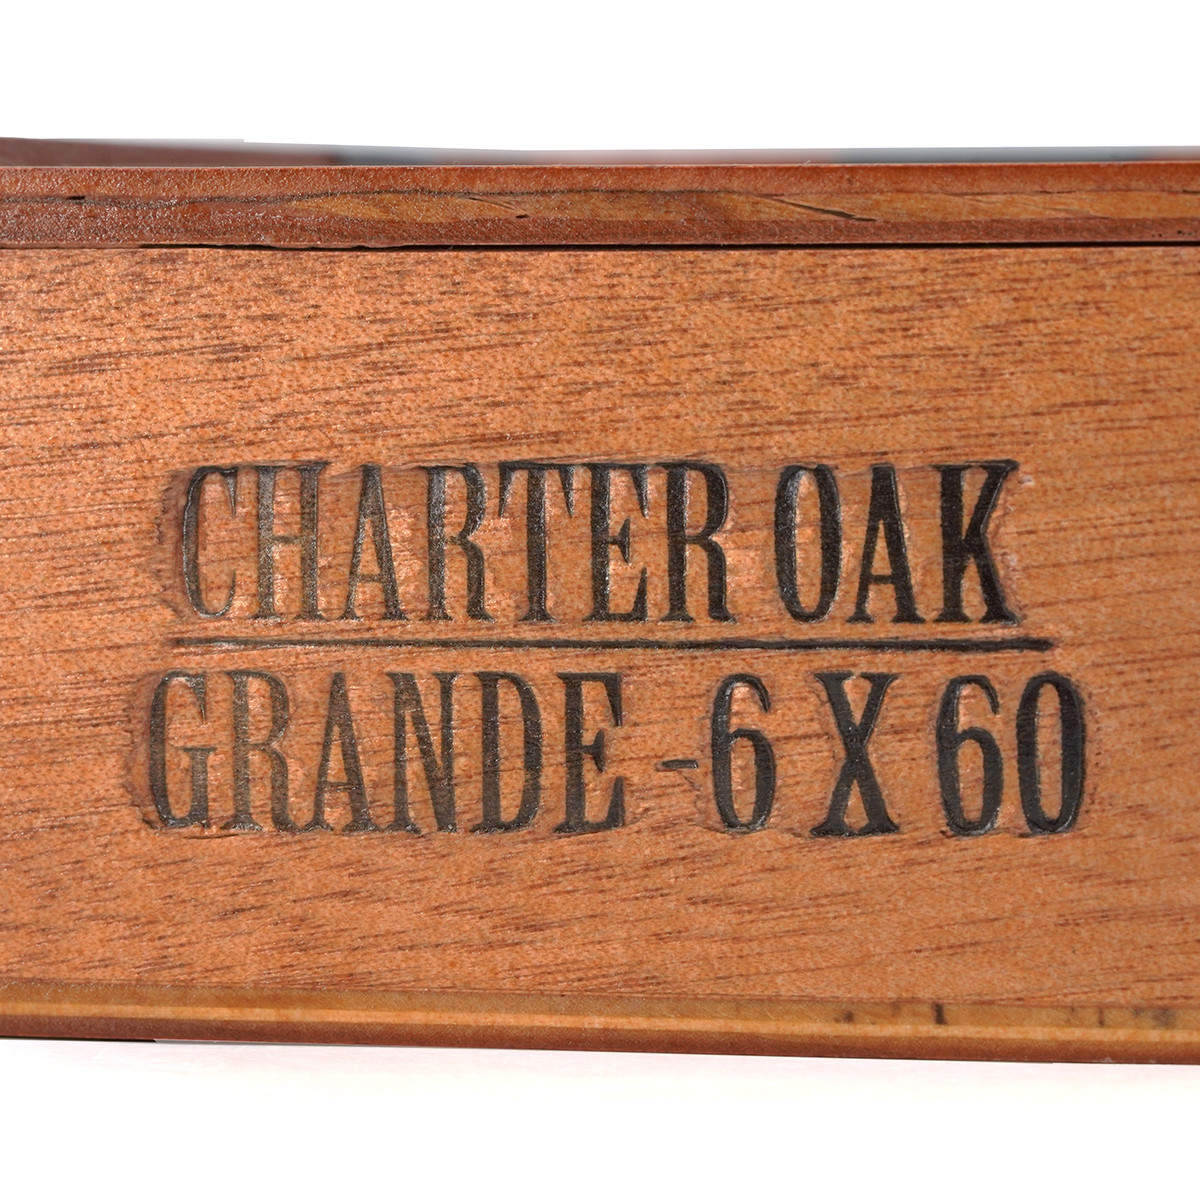 CHARTER OAK
GRANDE - 6 X 60